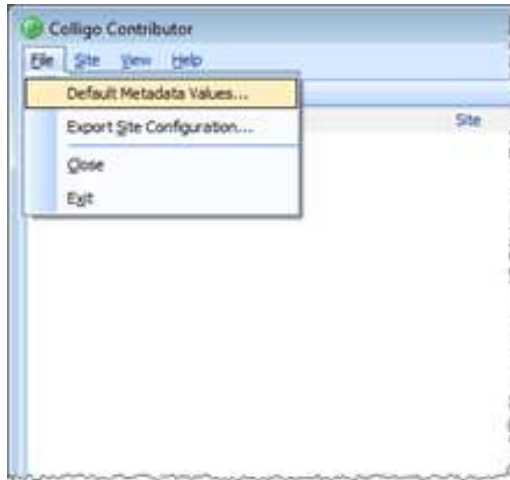 Colligo Contributor
File Site View Help
Default Metadata Values...
Site
Export Site Configuration...
Close
Exit